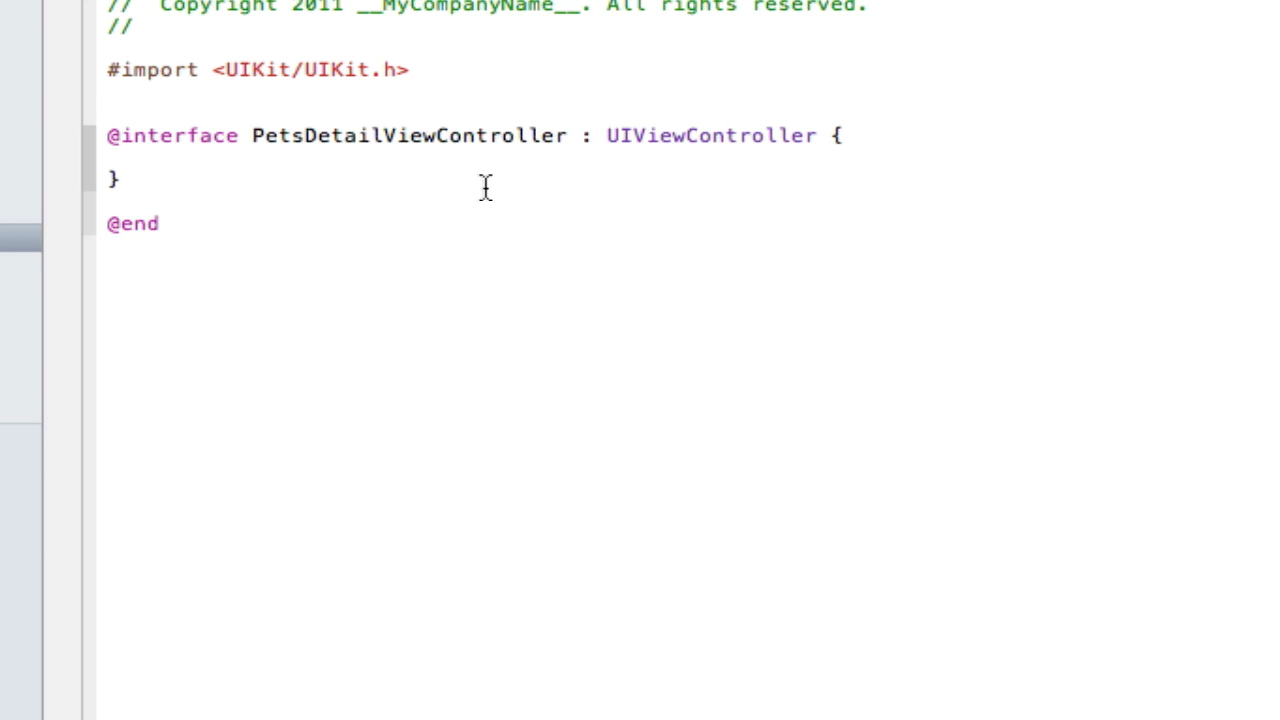 // Copyright 2011 __MyCompanyName__. All rights reserved.
//
#import <UIKit/UIKit.h>
@interface PetsDetailViewController : UIViewController {
}
@end